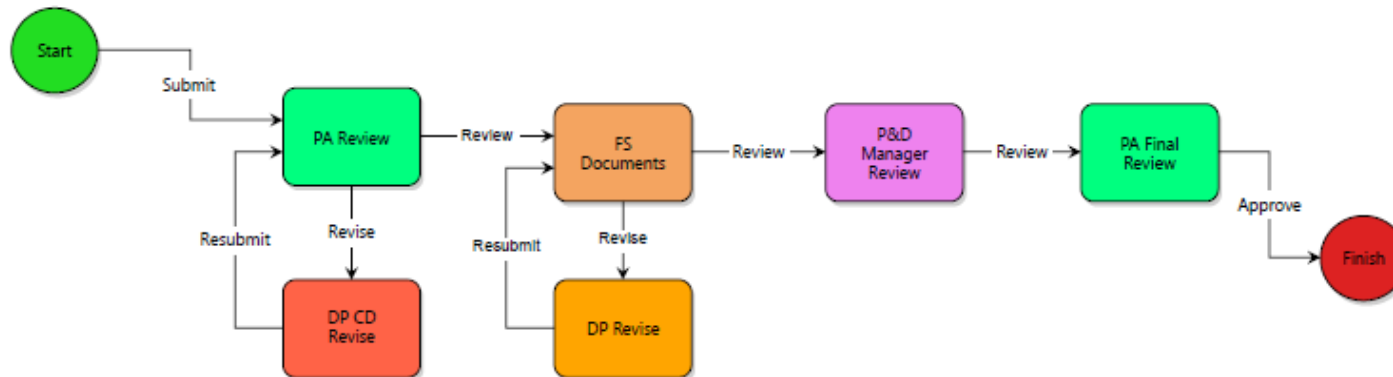 Start
Submit
PA Review
Review
FS
Documents
Review
P&D
Manager
Review
Review
PA Final
Review
Approve
Finish
Resubmit
Revise
Resubmit
Revise
DP CD
Revise
DP Revise